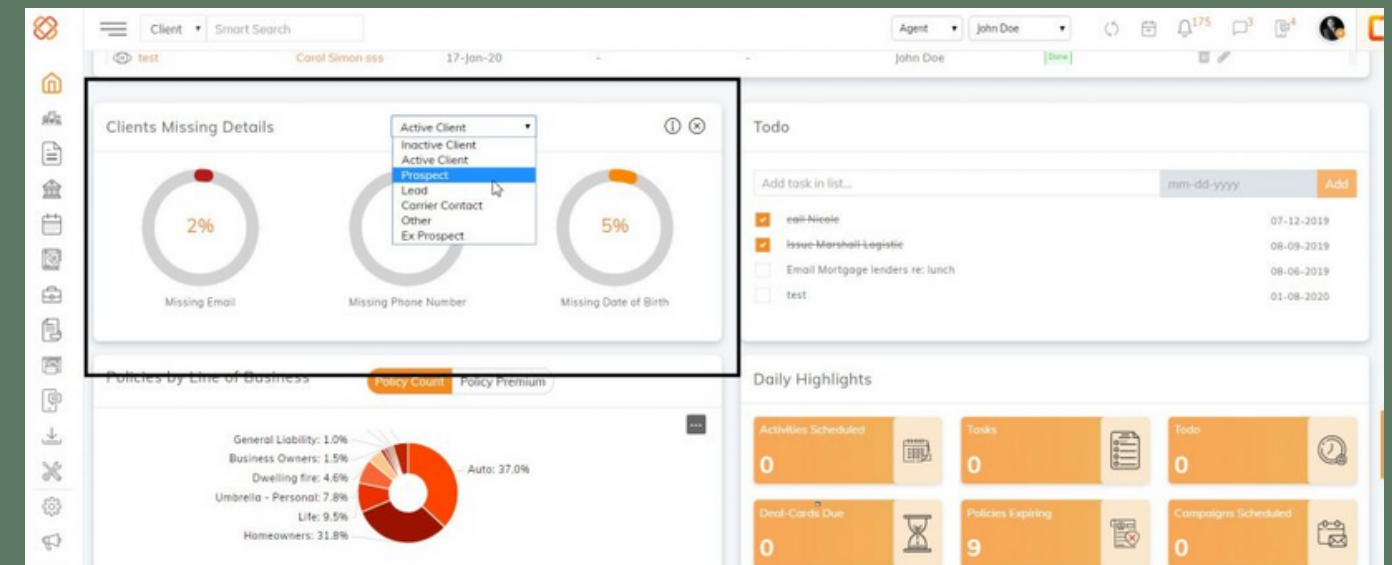 Client
Smart Search
Agent
John Doe
175
3
4
test
Carol Simon sss
17-Jan-20
-
-
John Doe
Done
Clients Missing Details
Active Client
Inactive Client
Active Client
Prospect
Lead
Carrier Contact
Other
Ex Prospect
2%
5%
Missing Email
Missing Phone Number
Missing Date of Birth
Todo
Add task in list...
mm-dd-yyyy
Add
call Nicole
07-12-2019
Issue Marshall Logistic
08-09-2019
Email Mortgage lenders re: lunch
08-06-2019
test
01-08-2020
Policies by Line of Business
Policy Count
Policy Premium
General Liability: 1.0%
Business Owners: 1.5%
Dwelling fire: 4.6%
Umbrella - Personal: 7.8%
Life: 9.5%
Homeowners: 31.8%
Auto: 37.0%
Daily Highlights
Activities Scheduled
0
Tasks
0
Todo
0
Deal-Cards Due
0
Policies Expiring
9
Campaigns Scheduled
0